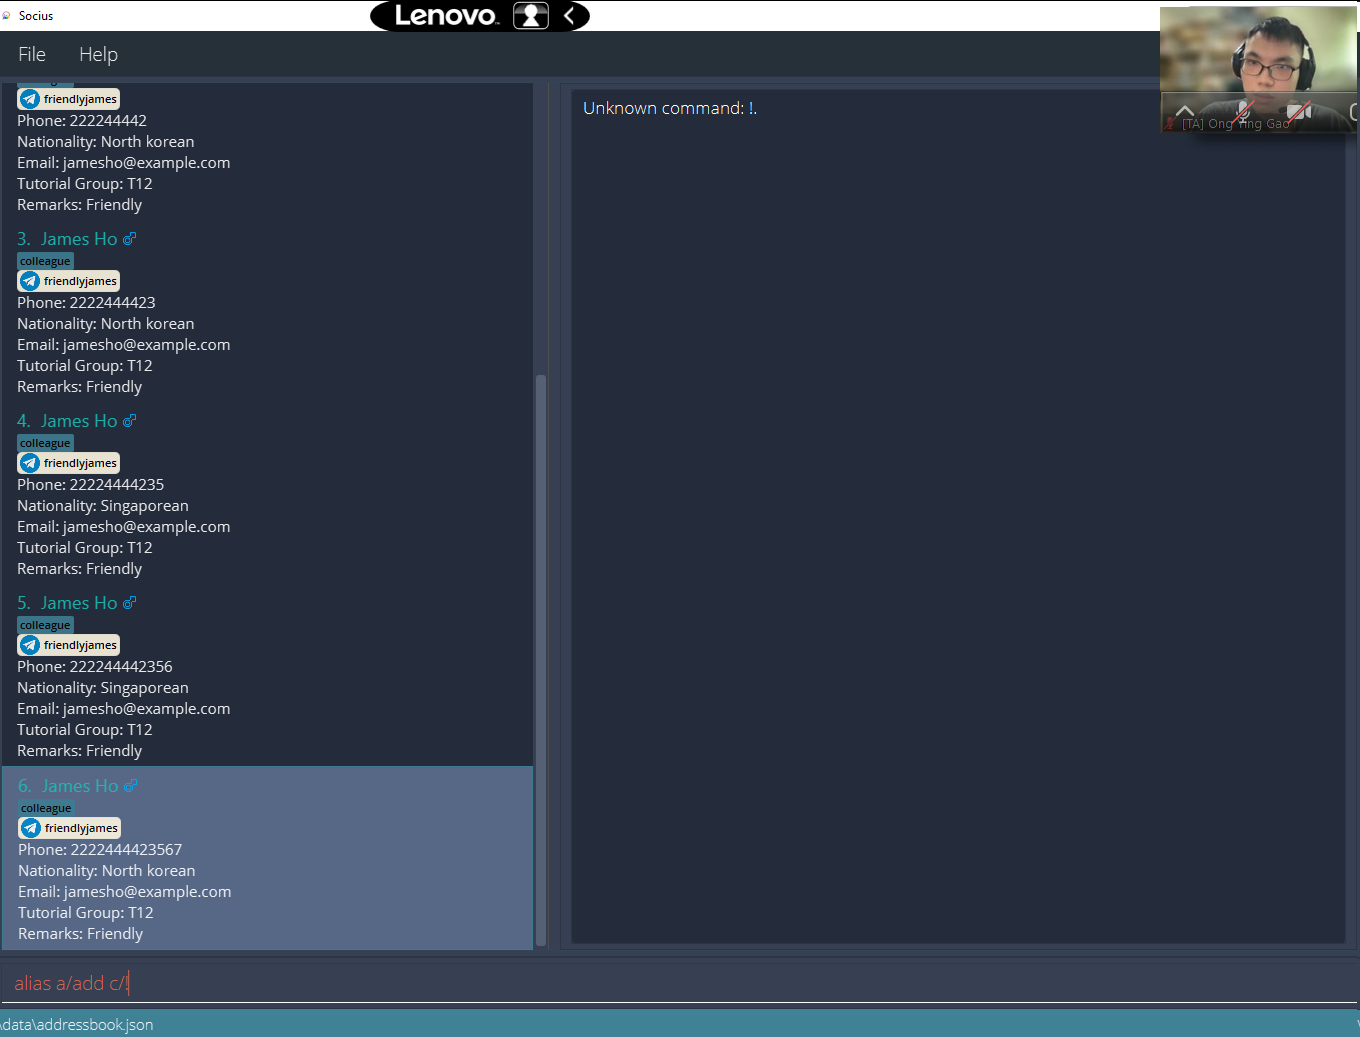 Socius
Lenovo
File Help
friendlyjames
Phone: 222244442
Nationality: North korean
Email: jamesho@example.com
Tutorial Group: T12
Remarks: Friendly
3. James Ho
colleague
friendlyjames
Phone: 2222444423
Nationality: North korean
Email: jamesho@example.com
Tutorial Group: T12
Remarks: Friendly
4. James Ho
colleague
friendlyjames
Phone: 22224444235
Nationality: Singaporean
Email: jamesho@example.com
Tutorial Group: T12
Remarks: Friendly
5. James Ho
colleague
friendlyjames
Phone: 222244442356
Nationality: Singaporean
Email: jamesho@example.com
Tutorial Group: T12
Remarks: Friendly
6. James Ho
colleague
friendlyjames
Phone: 2222444423567
Nationality: North korean
Email: jamesho@example.com
Tutorial Group: T12
Remarks: Friendly
Unknown command: !.
[TA] Ong Ying Gao
alias a/add c/!
\data\addressbook.json